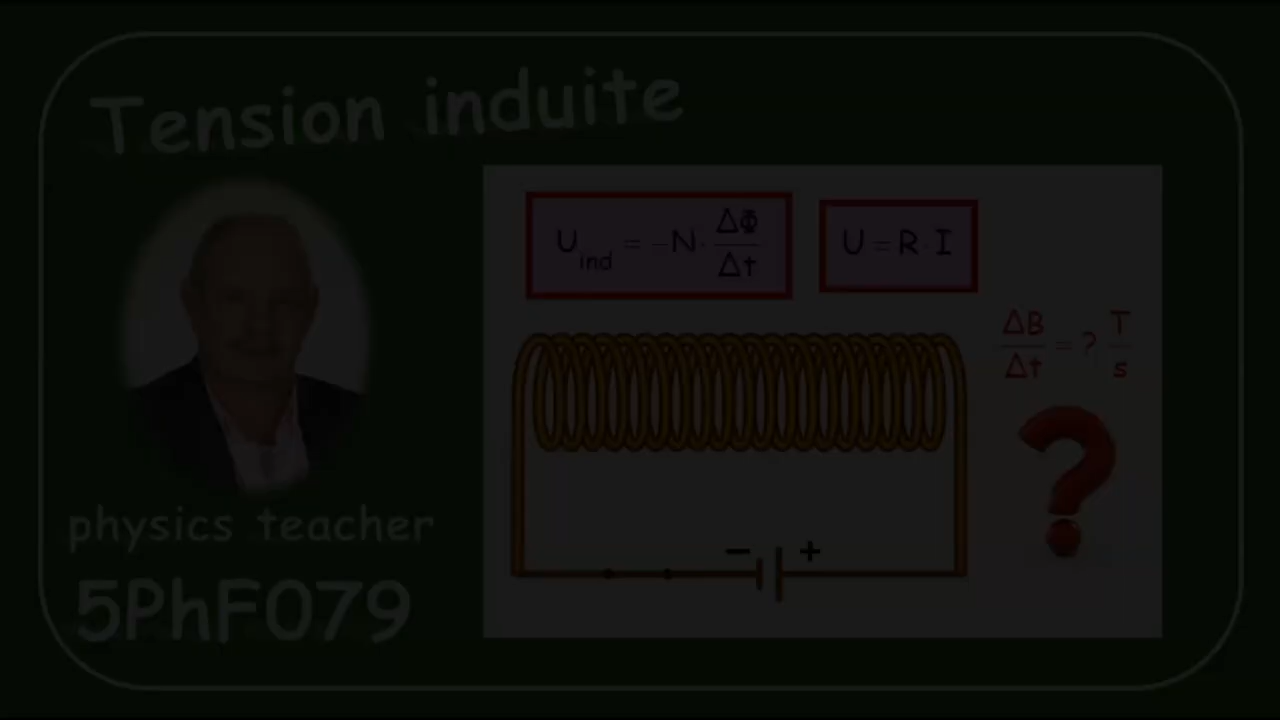 Tension induite
U_ind = -N · ΔΦ/Δt
U = R · I
ΔB/Δt = ? T/s
- +
physics teacher
5PhF079